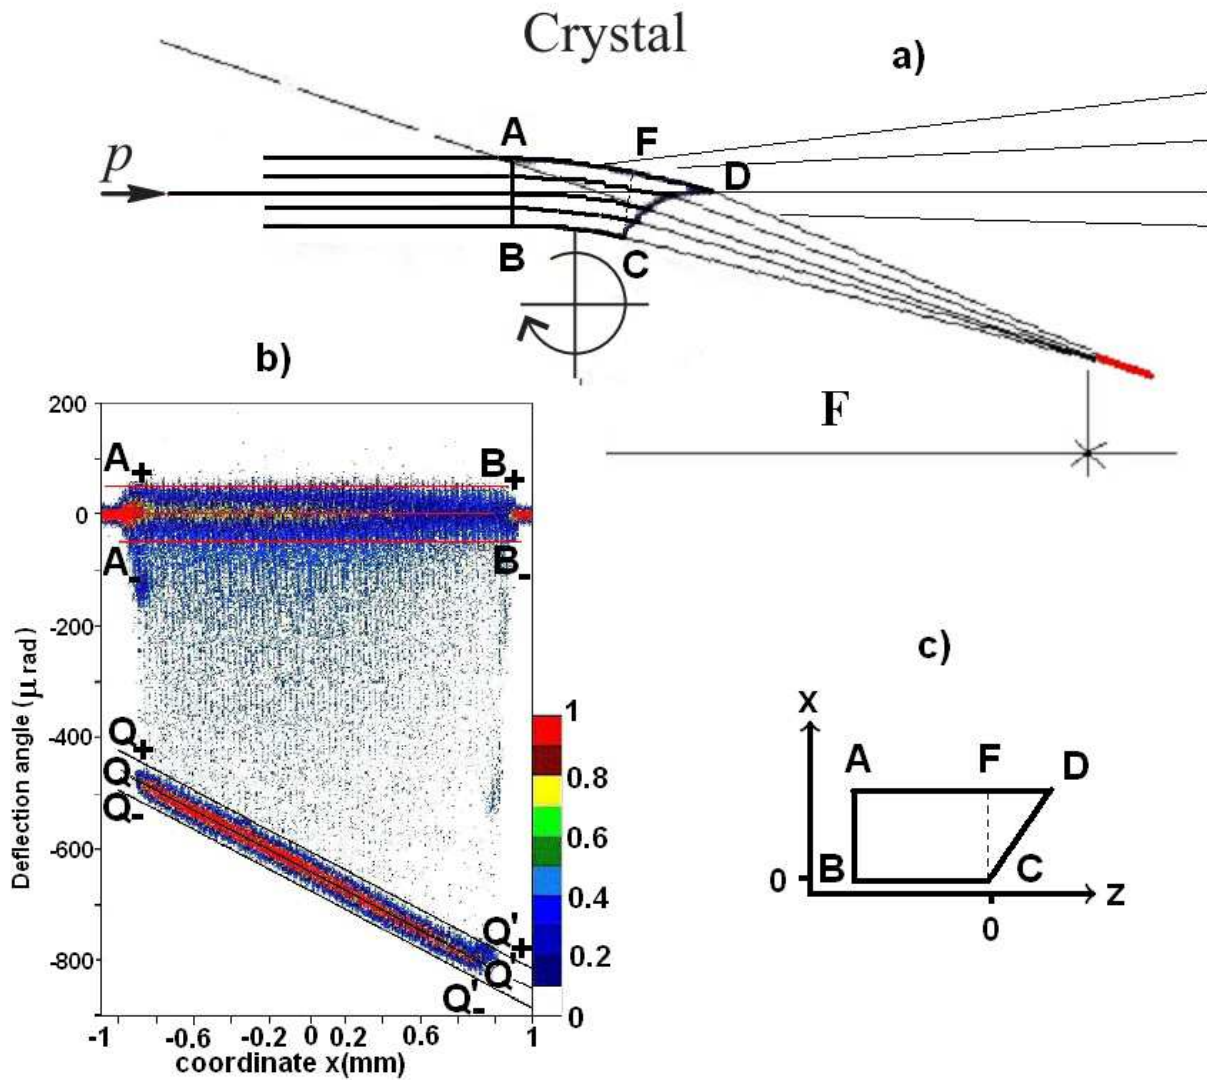 Crystal
a)
A
F
p
D
B
C
b)
F
200
A+
B+
0
A-
B-
-200
c)
Deflection angle (μ rad)
1
X
-400
Q+
A
F
D
0.8
Q
Q-
0.6
-600
B
C
0
Z
0.4
0
Q'+
0.2
-800
Q'
Q'-
0
-1
-0.6
-0.2
0
0.2
0.6
1
coordinate x(mm)